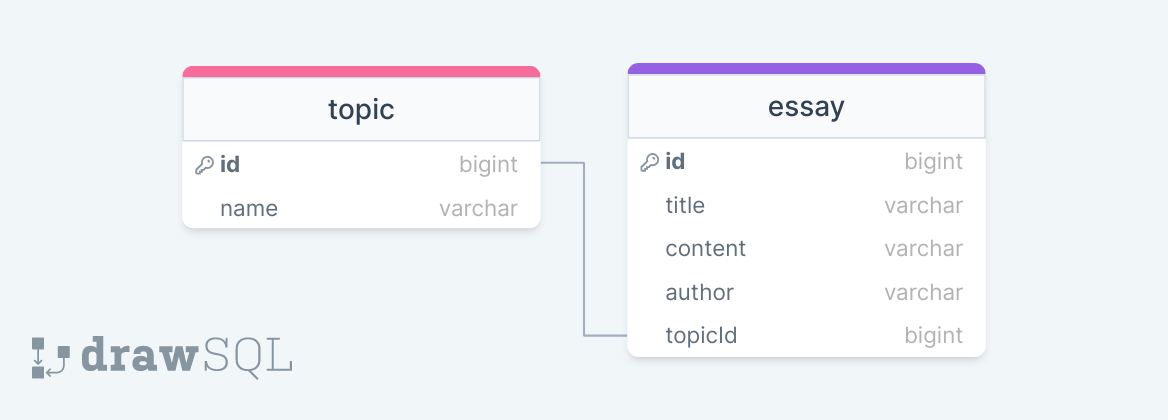 topic
id bigint
name varchar
essay
id bigint
title varchar
content varchar
author varchar
topicId bigint
drawSQL